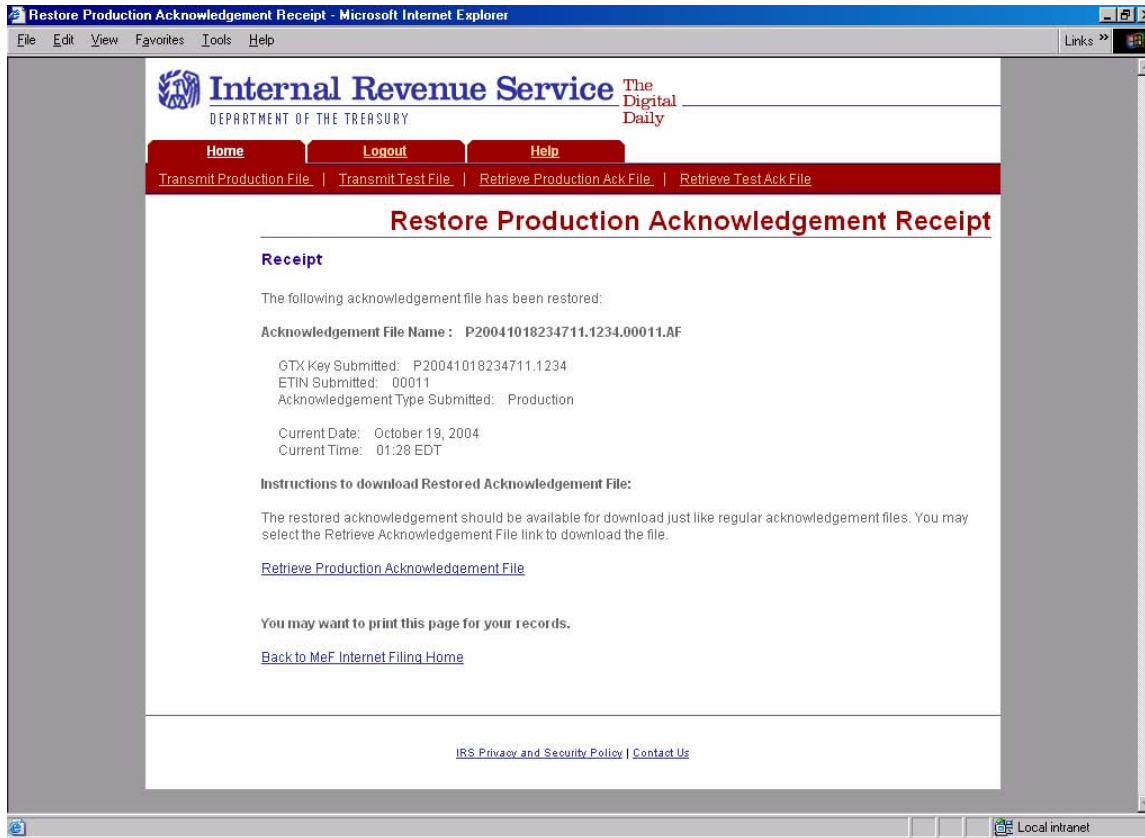 Restore Production Acknowledgement Receipt - Microsoft Internet Explorer
File Edit View Favorites Tools Help Links »
Internal Revenue Service
DEPARTMENT OF THE TREASURY
The
Digital
Daily
Home Logout Help
Transmit Production File | Transmit Test File | Retrieve Production Ack File | Retrieve Test Ack File
Restore Production Acknowledgement Receipt
Receipt
The following acknowledgement file has been restored:
Acknowledgement File Name : P20041018234711.1234.00011.AF
GTX Key Submitted: P20041018234711.1234
ETIN Submitted: 00011
Acknowledgement Type Submitted: Production
Current Date: October 19, 2004
Current Time: 01:28 EDT
Instructions to download Restored Acknowledgement File:
The restored acknowledgement should be available for download just like regular acknowledgement files. You may
select the Retrieve Acknowledgement File link to download the file.
Retrieve Production Acknowledgement File
You may want to print this page for your records.
Back to MeF Internet Filing Home
IRS Privacy and Security Policy | Contact Us
Local intranet